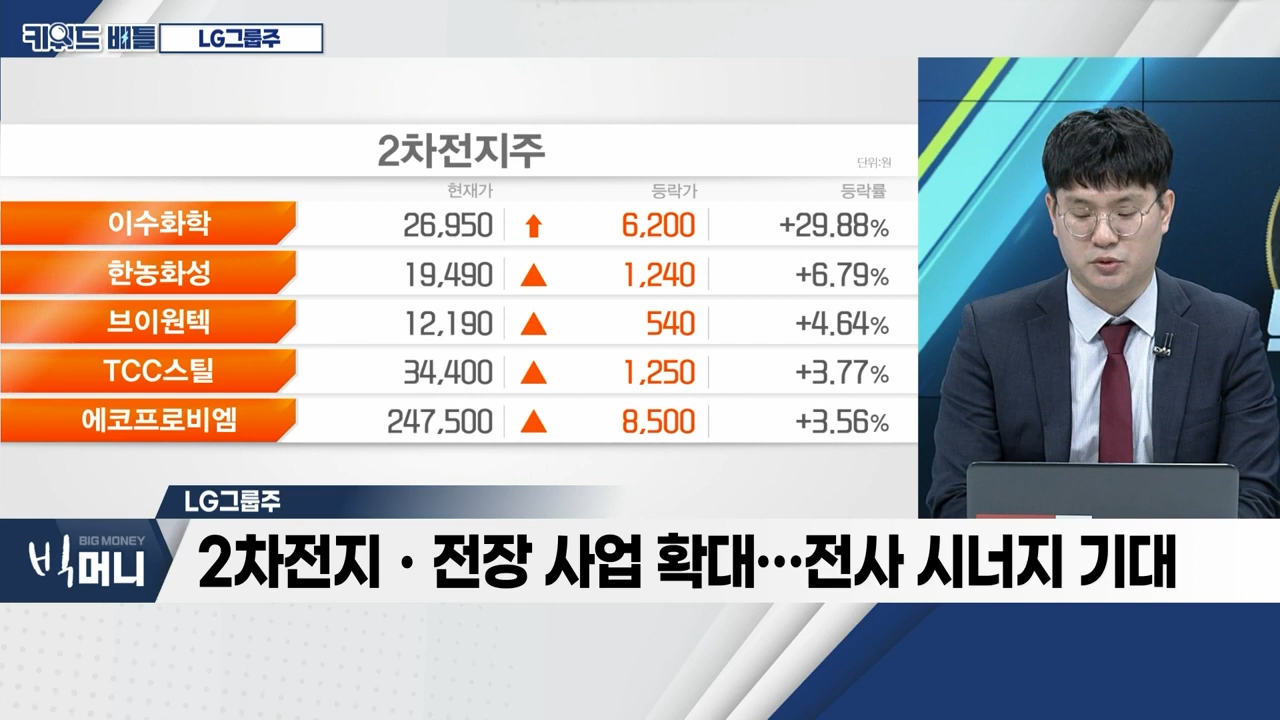 키워드 배틀
LG그룹주
2차전지주
단위:원
현재가 등락가 등락률
이수화학 26,950 ⬆ 6,200 +29.88%
한농화성 19,490 ▲ 1,240 +6.79%
브이원텍 12,190 ▲ 540 +4.64%
TCC스틸 34,400 ▲ 1,250 +3.77%
에코프로비엠 247,500 ▲ 8,500 +3.56%
LG그룹주
BIG MONEY
빅머니
2차전지·전장 사업 확대…전사 시너지 기대